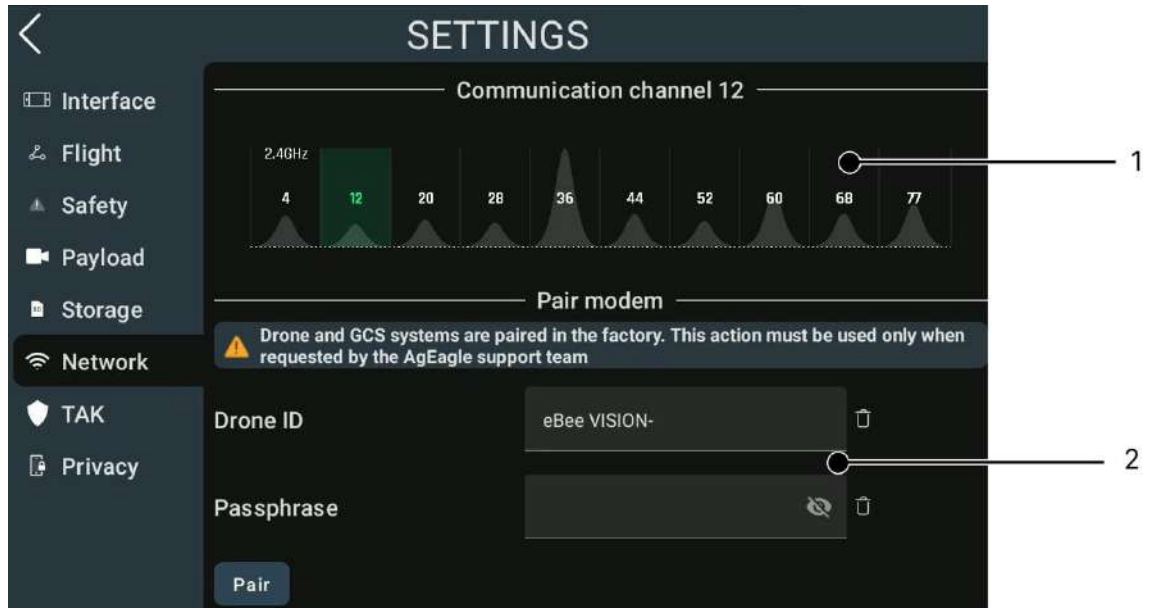 SETTINGS
Interface
Flight
Safety
Payload
Storage
Network
TAK
Privacy
Communication channel 12
2.4GHz
4 12 20 28 36 44 52 60 68 77
1
Pair modem
Drone and GCS systems are paired in the factory. This action must be used only when
requested by the AgEagle support team
Drone ID eBee VISION-
2
Passphrase
Pair